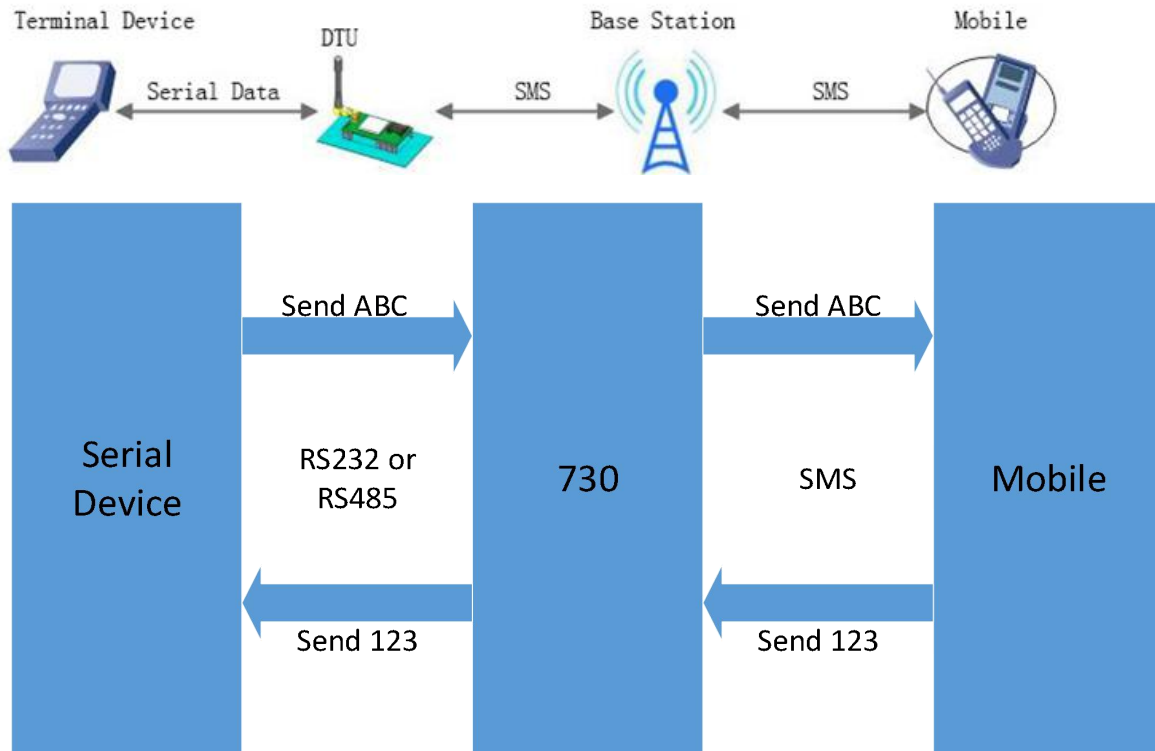 Terminal Device
DTU
Base Station
Mobile
Serial Data
SMS
SMS
Send ABC
Send ABC
Serial
Device
RS232 or
RS485
730
SMS
Mobile
Send 123
Send 123